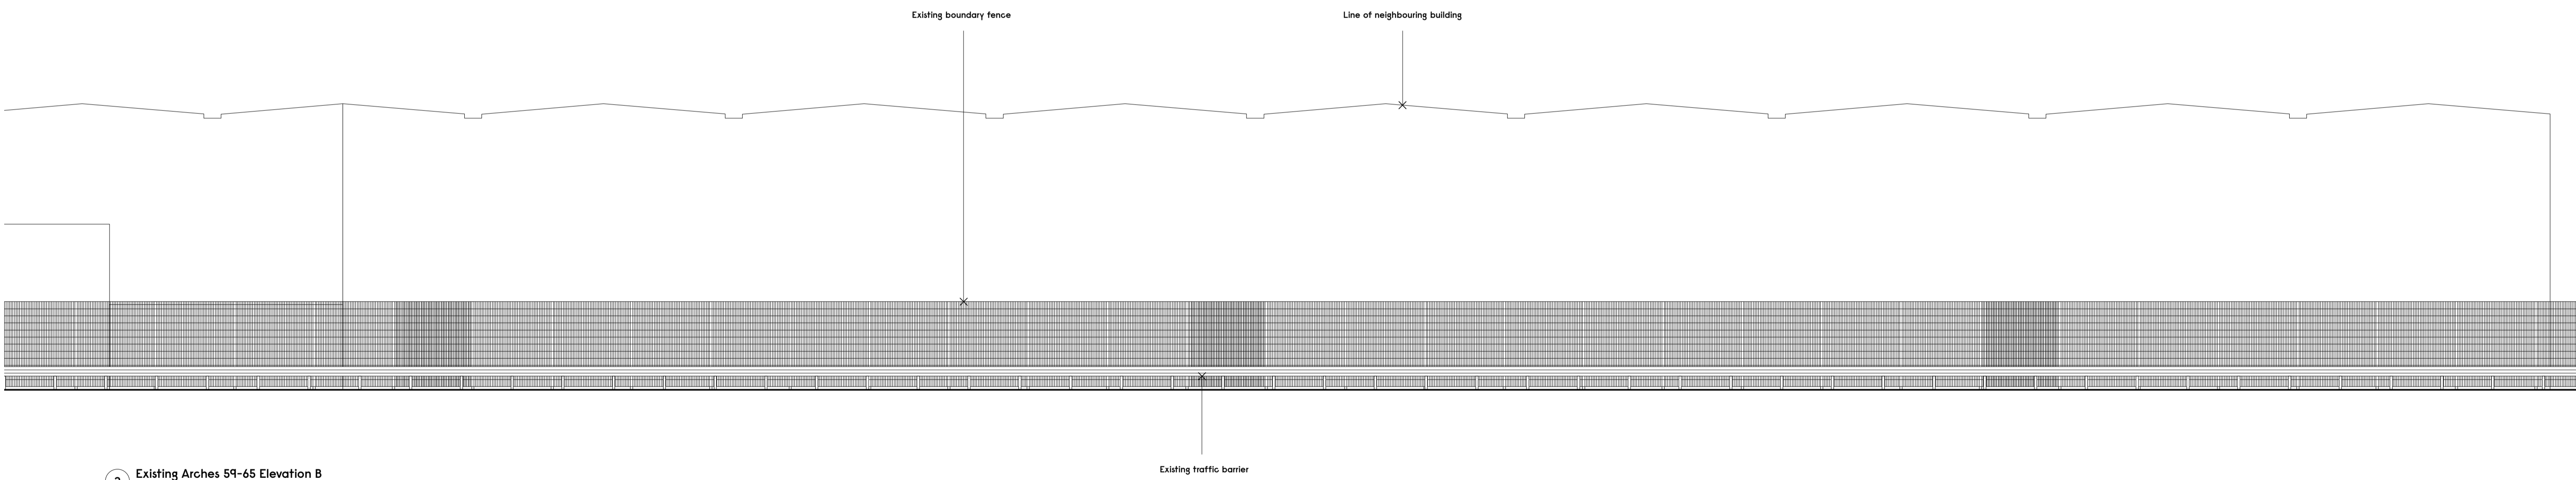 Existing boundary fence
Line of neighbouring building
Existing traffic barrier
Existing Arches 59-65 Elevation B